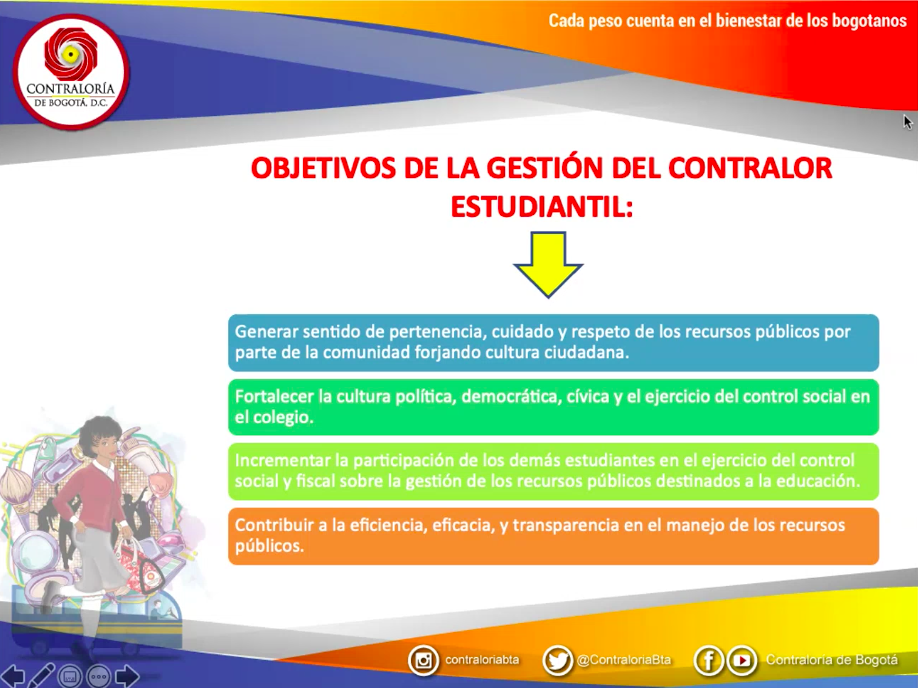 Cada peso cuenta en el bienestar de los bogotanos
CONTRALORÍA
DE BOGOTÁ, D.C.
OBJETIVOS DE LA GESTIÓN DEL CONTRALOR
ESTUDIANTIL:
Generar sentido de pertenencia, cuidado y respeto de los recursos públicos por
parte de la comunidad forjando cultura ciudadana.
Fortalecer la cultura política, democrática, cívica y el ejercicio del control social en
el colegio.
Incrementar la participación de los demás estudiantes en el ejercicio del control
social y fiscal sobre la gestión de los recursos públicos destinados a la educación.
Contribuir a la eficiencia, eficacia, y transparencia en el manejo de los recursos
públicos.
contraloriabta
@ContraloriaBta
Contraloría de Bogotá